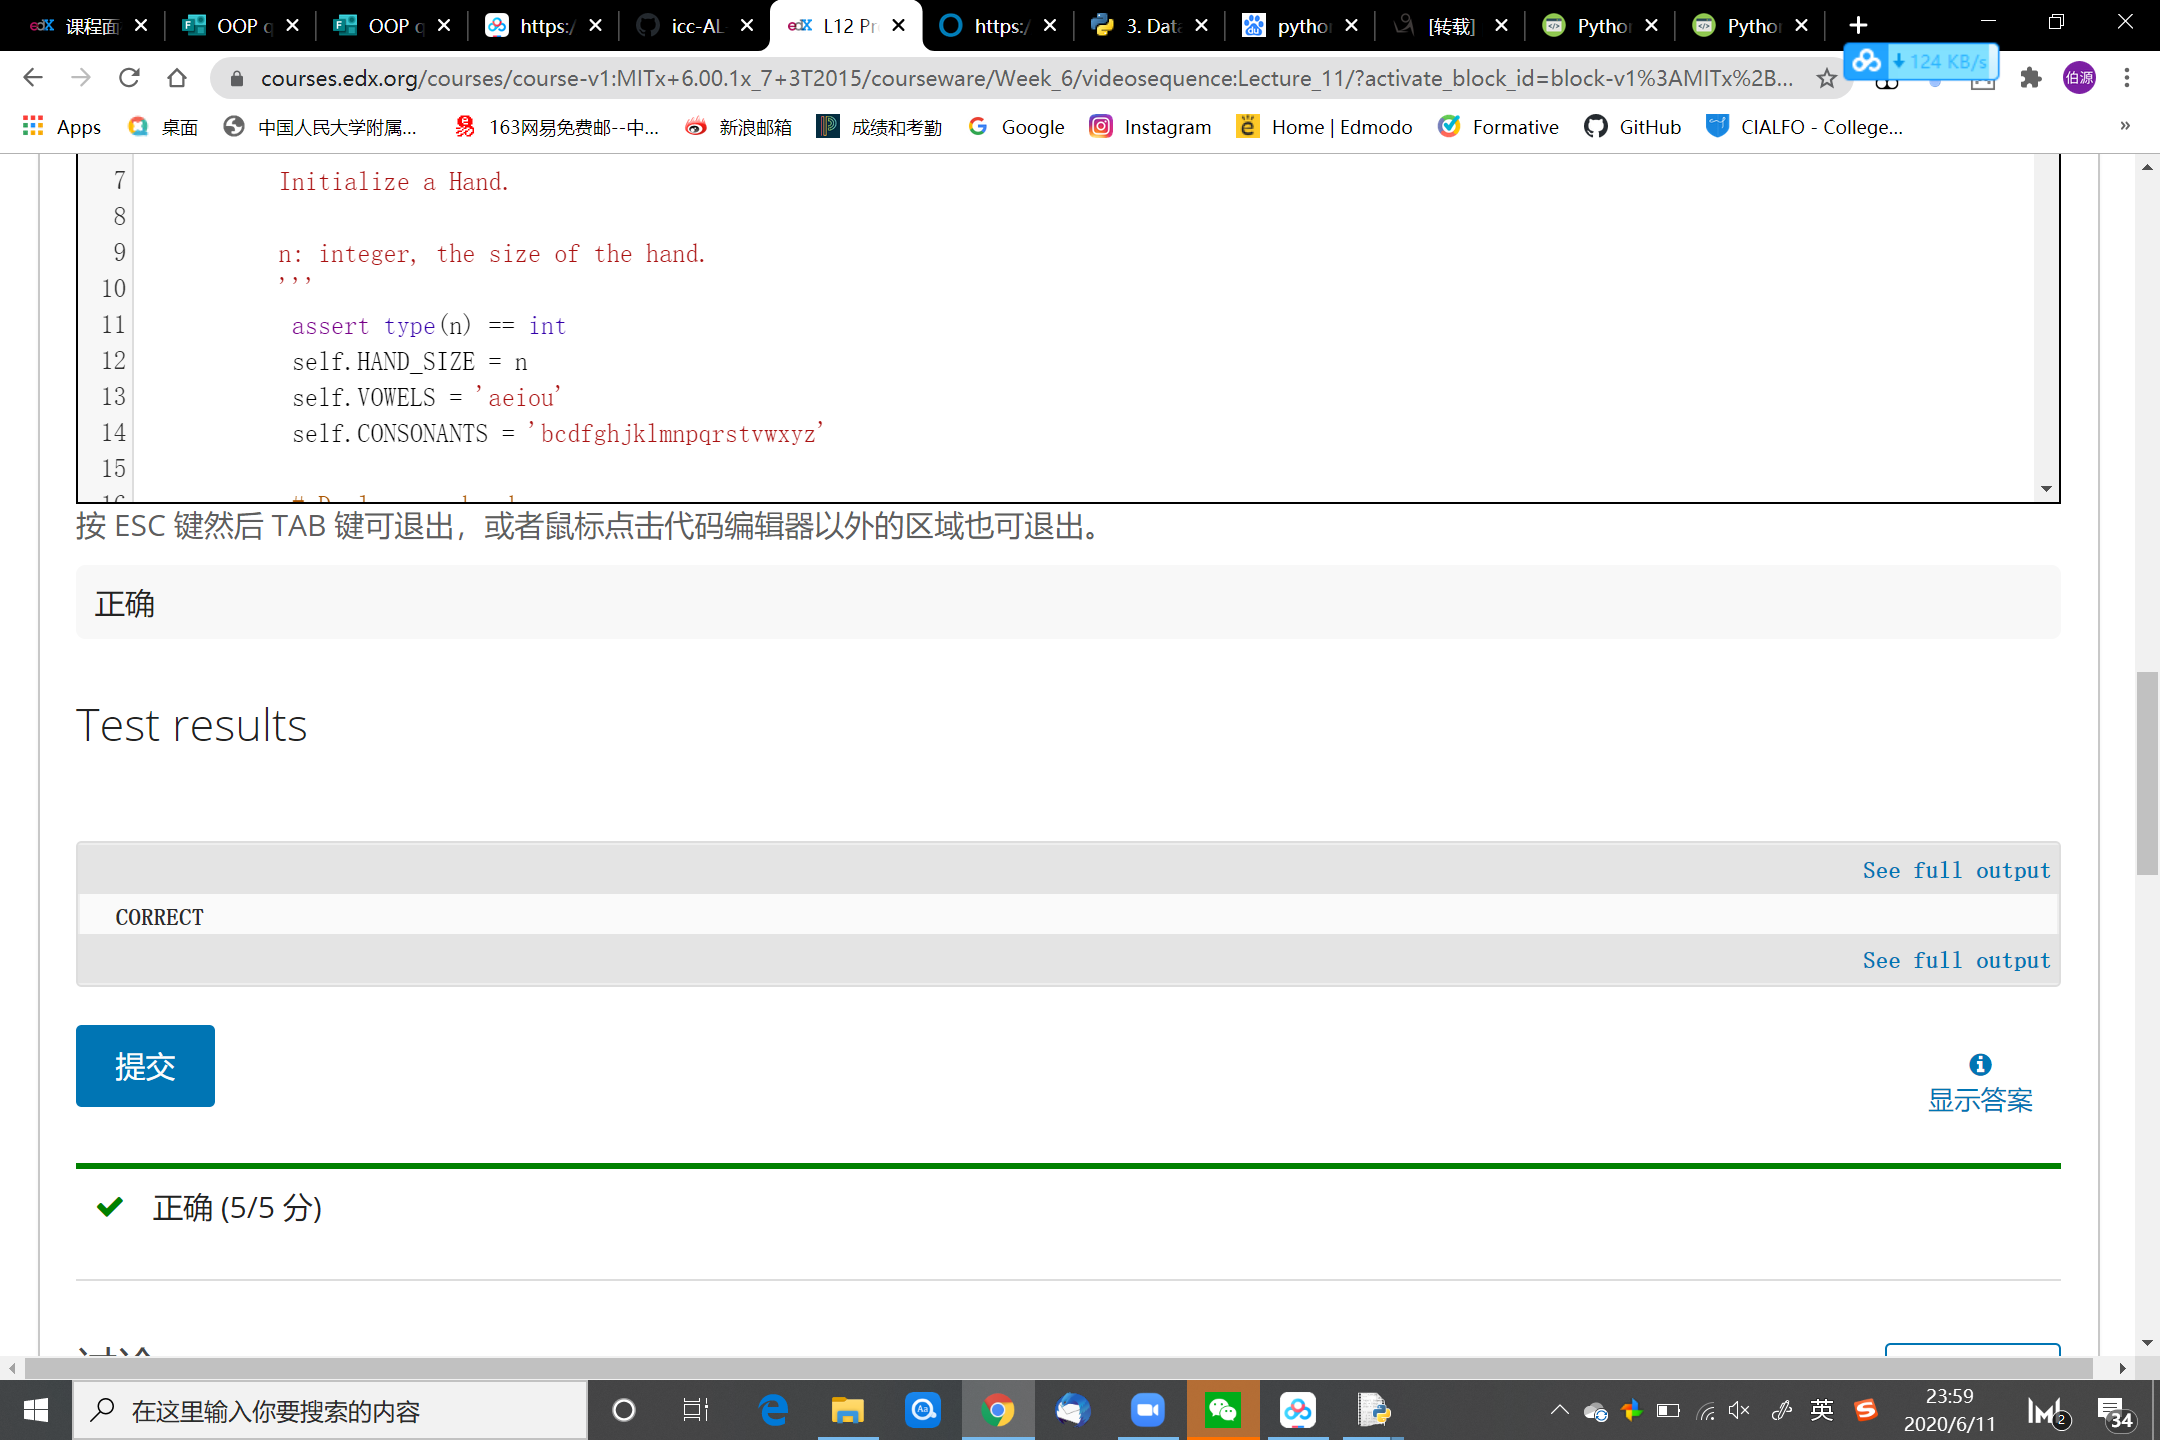 课程面 OOP q OOP q https:/ icc-AL L12 Pr https:/ 3. Data pytho [转载] Pytho Pytho
courses.edx.org/courses/course-v1:MITx+6.00.1x_7+3T2015/courseware/Week_6/videosequence:Lecture_11/?activate_block_id=block-v1%3AMITx%2B...
124 KB/s
伯源
Apps 桌面 中国人民大学附属... 163网易免费邮--中... 新浪邮箱 成绩和考勤 Google Instagram Home | Edmodo Formative GitHub CIALFO - College... »
7 Initialize a Hand.
8
9 n: integer, the size of the hand.
10 '''
11 assert type(n) == int
12 self.HAND_SIZE = n
13 self.VOWELS = 'aeiou'
14 self.CONSONANTS = 'bcdfghjklmnpqrstvwxyz'
15
按 ESC 键然后 TAB 键可退出，或者鼠标点击代码编辑器以外的区域也可退出。
正确
Test results
See full output
CORRECT
See full output
提交
显示答案
正确 (5/5 分)
讨论
在这里输入你要搜索的内容
英
23:59
2020/6/11
2
34